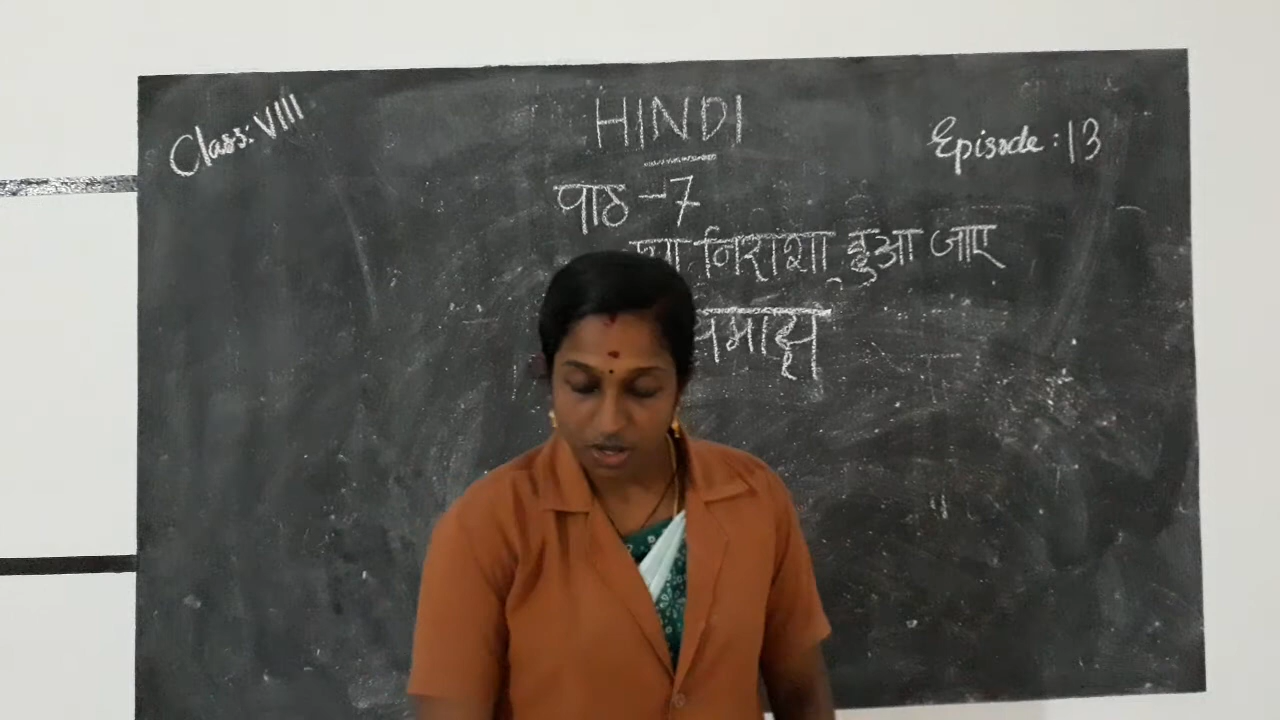 Class: VIII
HINDI
Episode : 13
पाठ -7
निराशा हुआ जाए